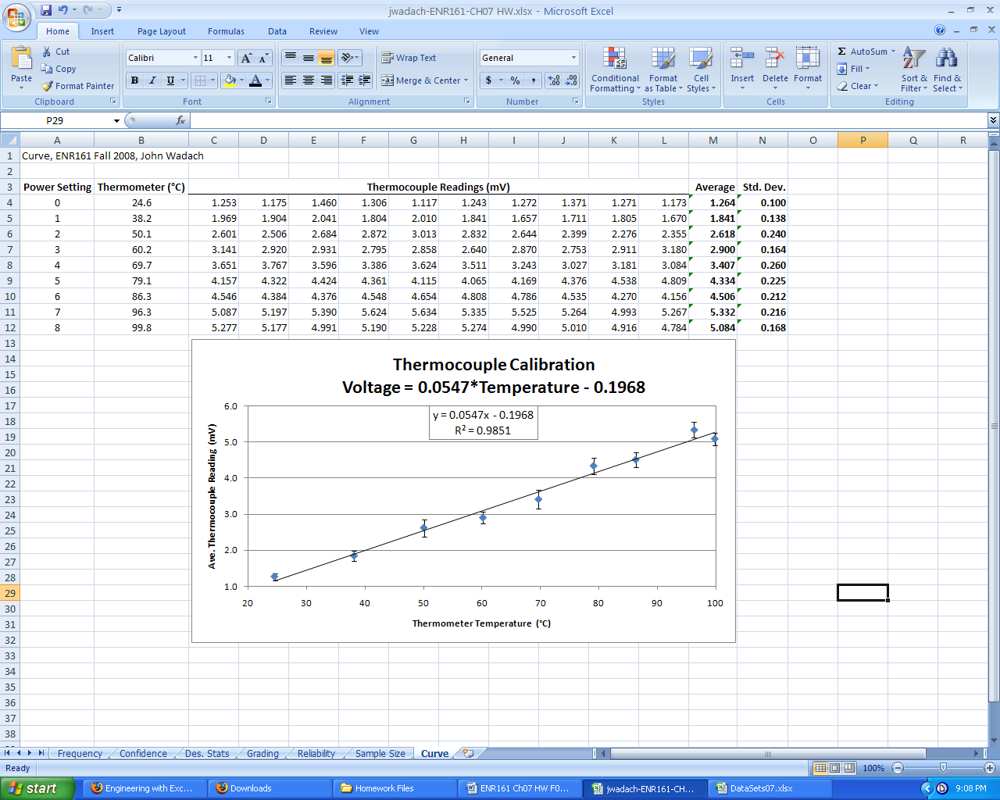 jwadach-ENR161-CH07 HW.xlsx - Microsoft Excel
Home Insert Page Layout Formulas Data Review View
Paste Cut Copy Format Painter Clipboard
Calibri 11 B I U Font
Wrap Text Merge & Center Alignment
General $ % , .00 Number
Conditional Formatting Format as Table Cell Styles Styles
Insert Delete Format Cells
Σ AutoSum Fill Clear Sort & Filter Find & Select Editing
P29 fx
A B C D E F G H I J K L M N O P Q R
1 Curve, ENR161 Fall 2008, John Wadach
2
3 Power Setting Thermometer (°C) Thermocouple Readings (mV) Average Std. Dev.
4 0 24.6 1.253 1.175 1.460 1.306 1.117 1.243 1.272 1.371 1.271 1.173 1.264 0.100
5 1 38.2 1.969 1.904 2.041 1.804 2.010 1.841 1.657 1.711 1.805 1.670 1.841 0.138
6 2 50.1 2.601 2.506 2.684 2.872 3.013 2.832 2.644 2.399 2.276 2.355 2.618 0.240
7 3 60.2 3.141 2.920 2.931 2.795 2.858 2.640 2.870 2.753 2.911 3.180 2.900 0.164
8 4 69.7 3.651 3.767 3.596 3.386 3.624 3.511 3.243 3.027 3.181 3.084 3.407 0.260
9 5 79.1 4.157 4.322 4.424 4.361 4.115 4.065 4.169 4.376 4.538 4.809 4.334 0.225
10 6 86.3 4.546 4.384 4.376 4.548 4.654 4.808 4.786 4.535 4.270 4.156 4.506 0.212
11 7 96.3 5.087 5.197 5.390 5.624 5.634 5.335 5.525 5.264 4.993 5.267 5.332 0.216
12 8 99.8 5.277 5.177 4.991 5.190 5.228 5.274 4.990 5.010 4.916 4.784 5.084 0.168
13
14
15
16
17
18
19
20
21
22
23
24
25
26
27
28
29
30
31
32
33
34
35
36
37
38
Thermocouple Calibration
Voltage = 0.0547*Temperature - 0.1968
y = 0.0547x - 0.1968
R² = 0.9851
Ave. Thermocouple Reading (mV)
6.0
5.0
4.0
3.0
2.0
1.0
20 30 40 50 60 70 80 90 100
Thermometer Temperature (°C)
Frequency Confidence Des. Stats Grading Reliability Sample Size Curve
Ready 100%
start Engineering with Exc... Downloads Homework Files ENR161 Ch07 HW F0... jwadach-ENR161-CH... DataSets07.xlsx 9:08 PM